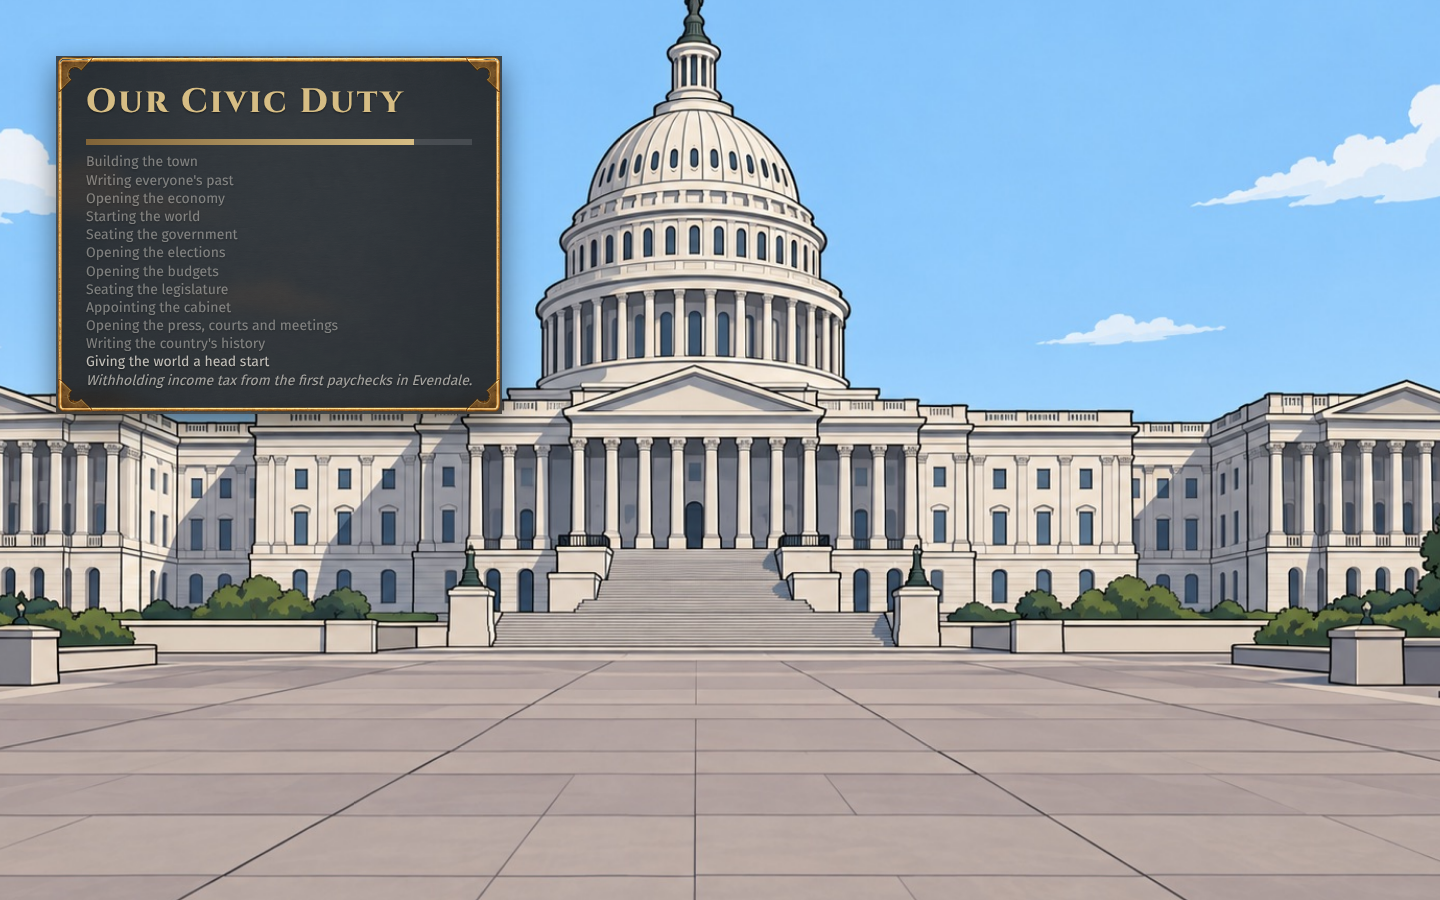 Our Civic Duty
Building the town
Writing everyone's past
Opening the economy
Starting the world
Seating the government
Opening the elections
Opening the budgets
Seating the legislature
Appointing the cabinet
Opening the press, courts and meetings
Writing the country's history
Giving the world a head start
Withholding income tax from the first paychecks in Evendale.